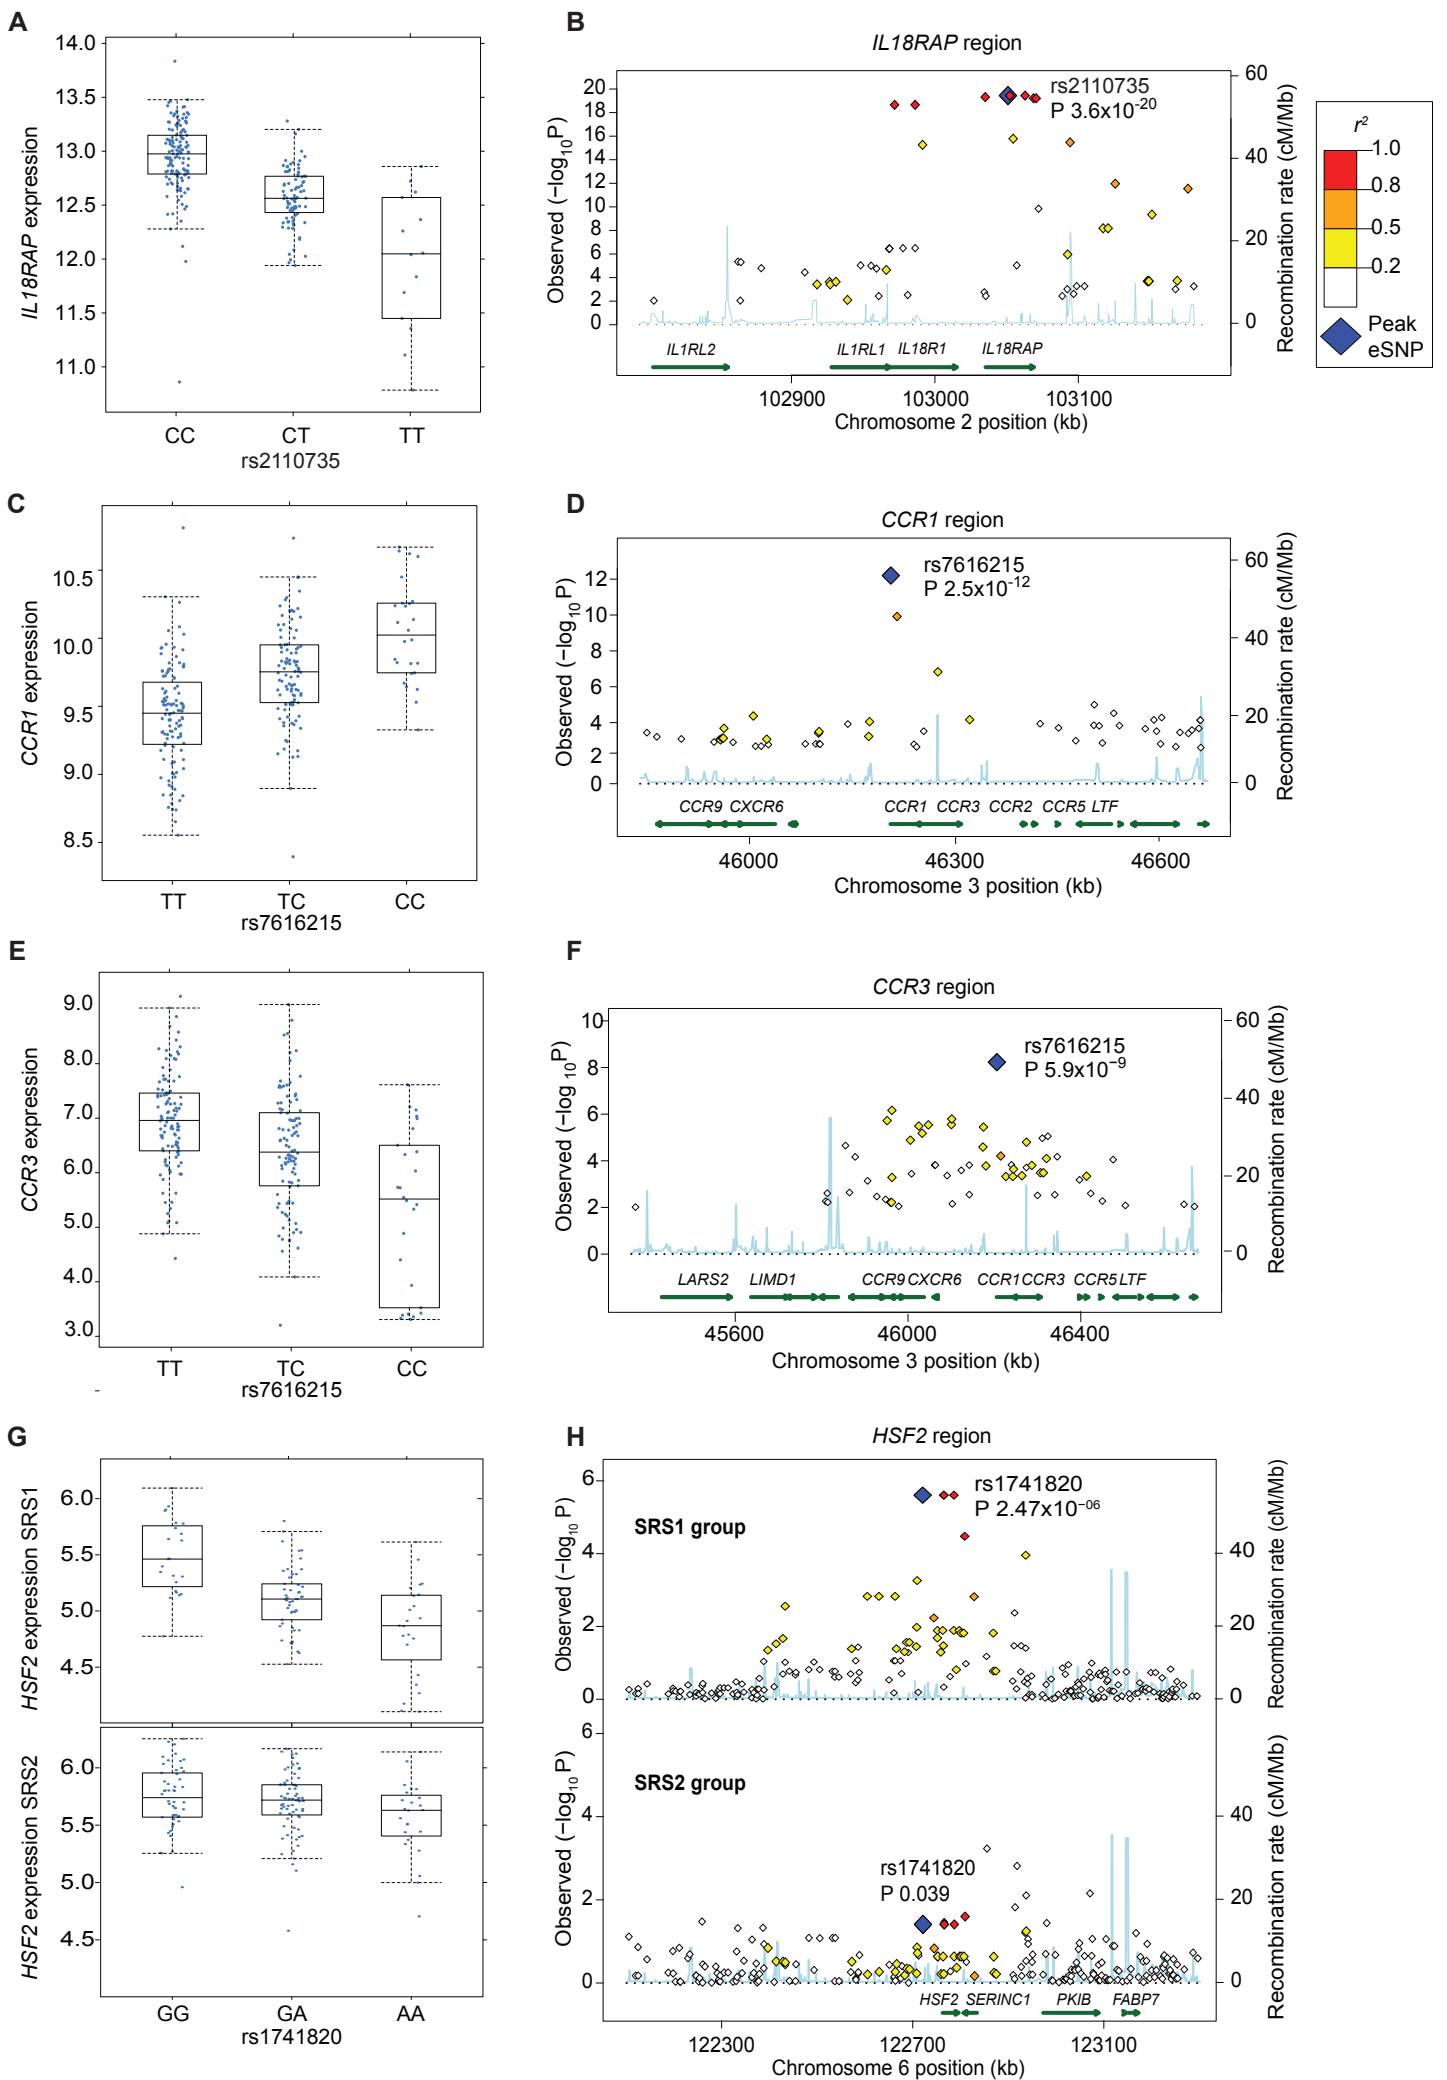 A
IL18RAP expression
14.0
13.5
13.0
12.5
12.0
11.5
11.0
CC CT TT
rs2110735
B
IL18RAP region
Observed (−log10P)
20
18
16
14
12
10
8
6
4
2
0
rs2110735
P 3.6x10-20
60
40
20
0
Recombination rate (cM/Mb)
IL1RL2 IL1RL1 IL18R1 IL18RAP
102900 103000 103100
Chromosome 2 position (kb)
r2
1.0
0.8
0.5
0.2
Peak
eSNP
C
CCR1 expression
10.5
10.0
9.5
9.0
8.5
TT TC CC
rs7616215
D
CCR1 region
Observed (−log10 P)
12
10
8
6
4
2
0
rs7616215
P 2.5x10-12
60
40
20
0
Recombination rate (cM/Mb)
CCR9 CXCR6 CCR1 CCR3 CCR2 CCR5 LTF
46000 46300 46600
Chromosome 3 position (kb)
E
CCR3 expression
9.0
8.0
7.0
6.0
5.0
4.0
3.0
TT TC CC
rs7616215
-
F
CCR3 region
Observed (−log 10P)
10
8
6
4
2
0
rs7616215
P 5.9x10−9
60
40
20
0
Recombination rate (cM/Mb)
LARS2 LIMD1 CCR9 CXCR6 CCR1 CCR3 CCR5 LTF
45600 46000 46400
Chromosome 3 position (kb)
G
HSF2 expression SRS1
6.0
5.5
5.0
4.5
HSF2 expression SRS2
6.0
5.5
5.0
4.5
GG GA AA
rs1741820
H
HSF2 region
Observed (−log10 P)
6
4
2
0
SRS1 group
rs1741820
P 2.47x10−06
40
20
0
Recombination rate (cM/Mb)
Observed (−log10 P)
6
4
2
0
SRS2 group
rs1741820
P 0.039
40
20
0
Recombination rate (cM/Mb)
HSF2 SERINC1 PKIB FABP7
122300 122700 123100
Chromosome 6 position (kb)